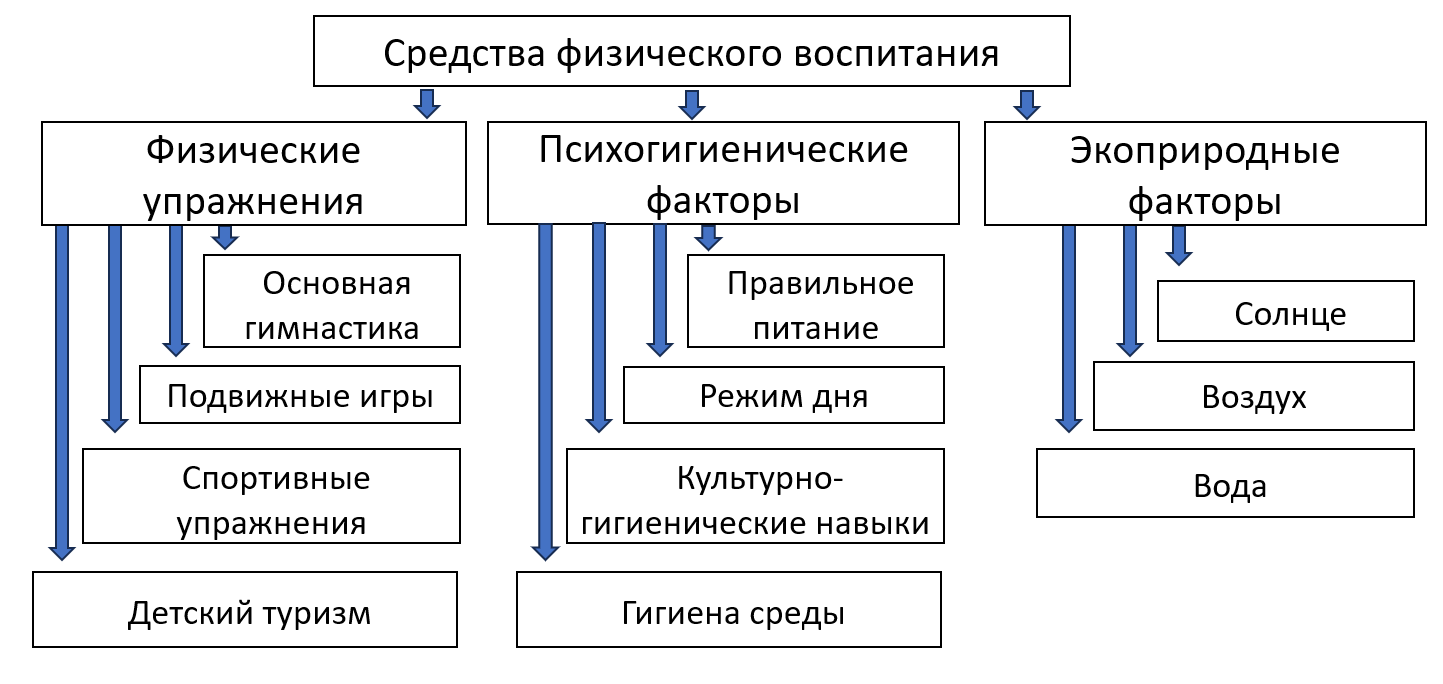 Средства физического воспитания
Физические
упражнения
Основная
гимнастика
Подвижные игры
Спортивные
упражнения
Детский туризм
Психогигиенические
факторы
Правильное
питание
Режим дня
Культурно-
гигиенические навыки
Гигиена среды
Экоприродные
факторы
Солнце
Воздух
Вода